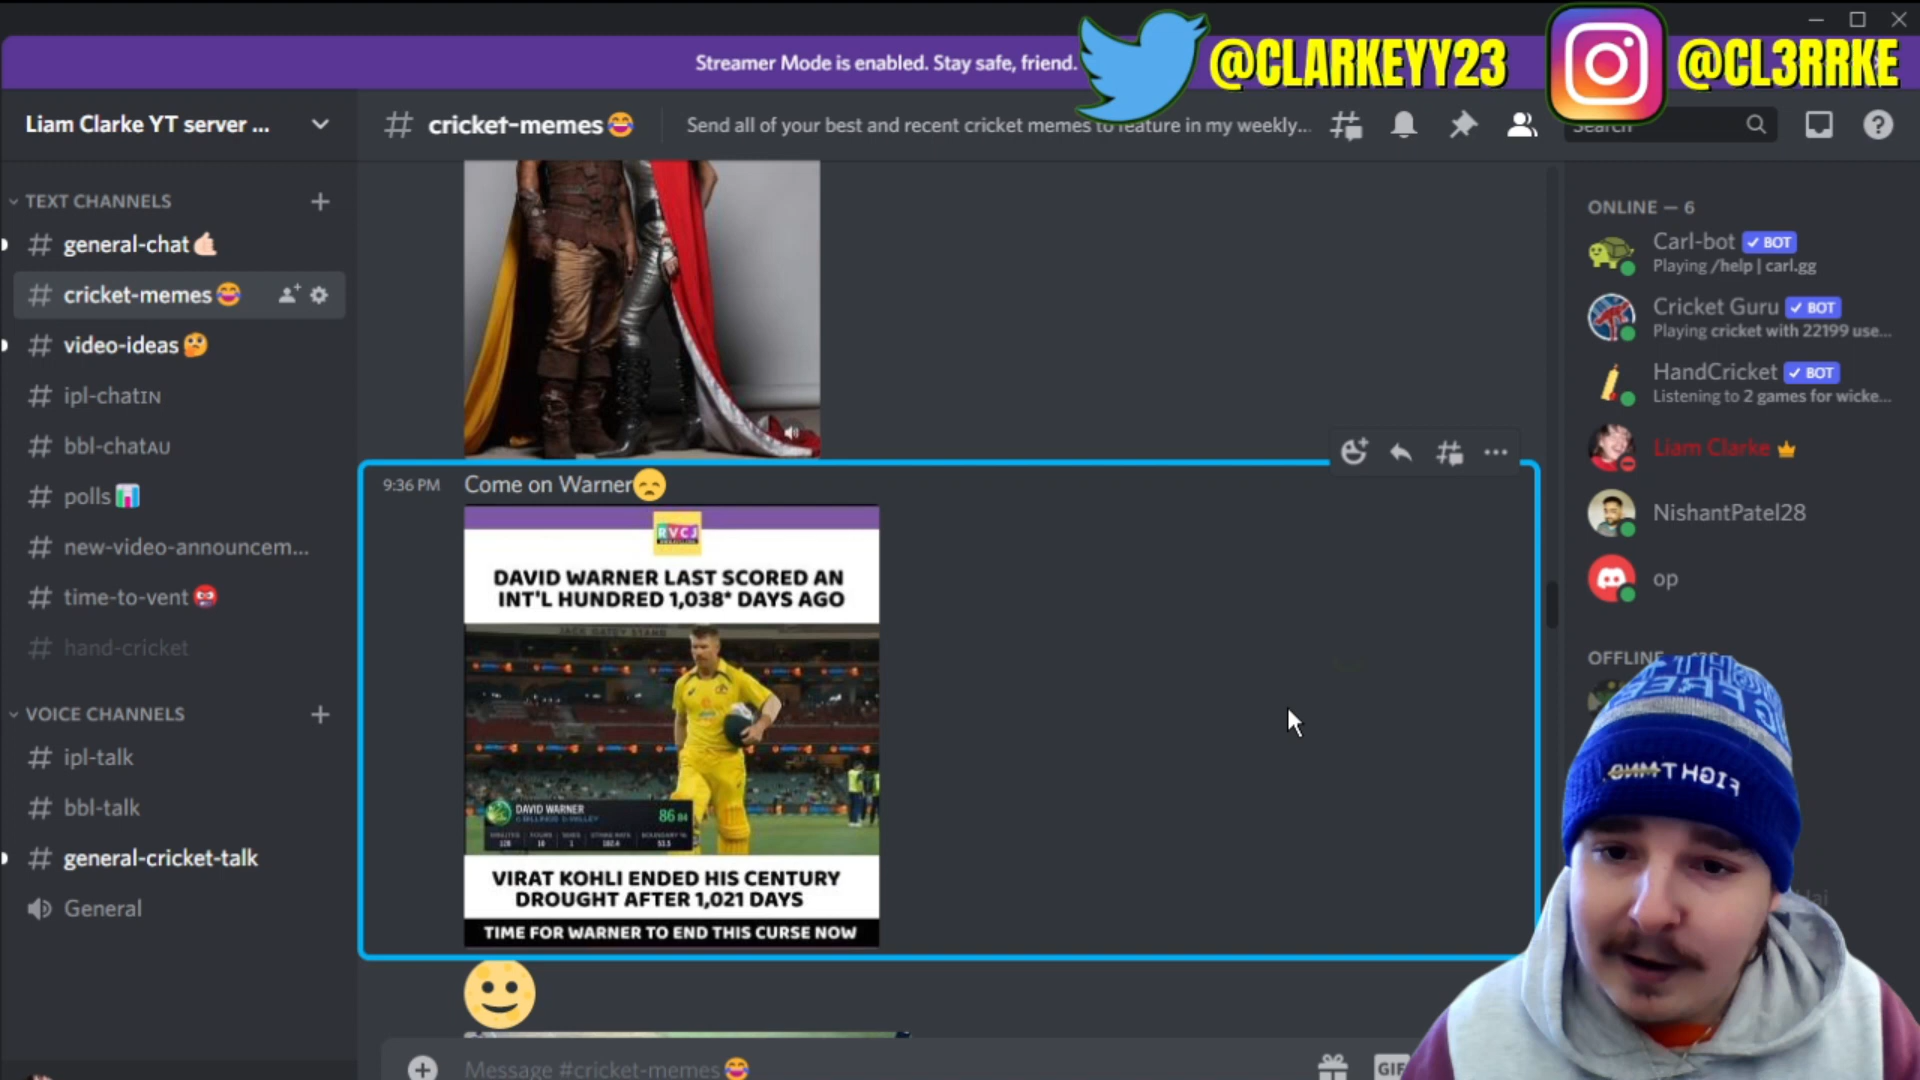 Streamer Mode is enabled. Stay safe, friend.
@CLARKEYY23
@CL3RRKE
Liam Clarke YT server ...
cricket-memes😂
Send all of your best and recent cricket memes to feature in my weekly...
Search
TEXT CHANNELS
general-chat🤙🏻
cricket-memes😂
video-ideas🤔
ipl-chatIN
bbl-chatAU
polls📊
new-video-announcem...
time-to-vent👹
hand-cricket
VOICE CHANNELS
ipl-talk
bbl-talk
general-cricket-talk
General
9:36 PM Come on Warner😞
RVCJ
DAVID WARNER LAST SCORED AN
INT'L HUNDRED 1,038* DAYS AGO
DAVID WARNER
86 84
VIRAT KOHLI ENDED HIS CENTURY
DROUGHT AFTER 1,021 DAYS
TIME FOR WARNER TO END THIS CURSE NOW
Message #cricket-memes😂
GIF
ONLINE — 6
Carl-bot ✓ BOT
Playing /help | carl.gg
Cricket Guru ✓ BOT
Playing cricket with 22199 use...
HandCricket ✓ BOT
Listening to 2 games for wicke...
Liam Clarke
NishantPatel28
op
OFFLINE